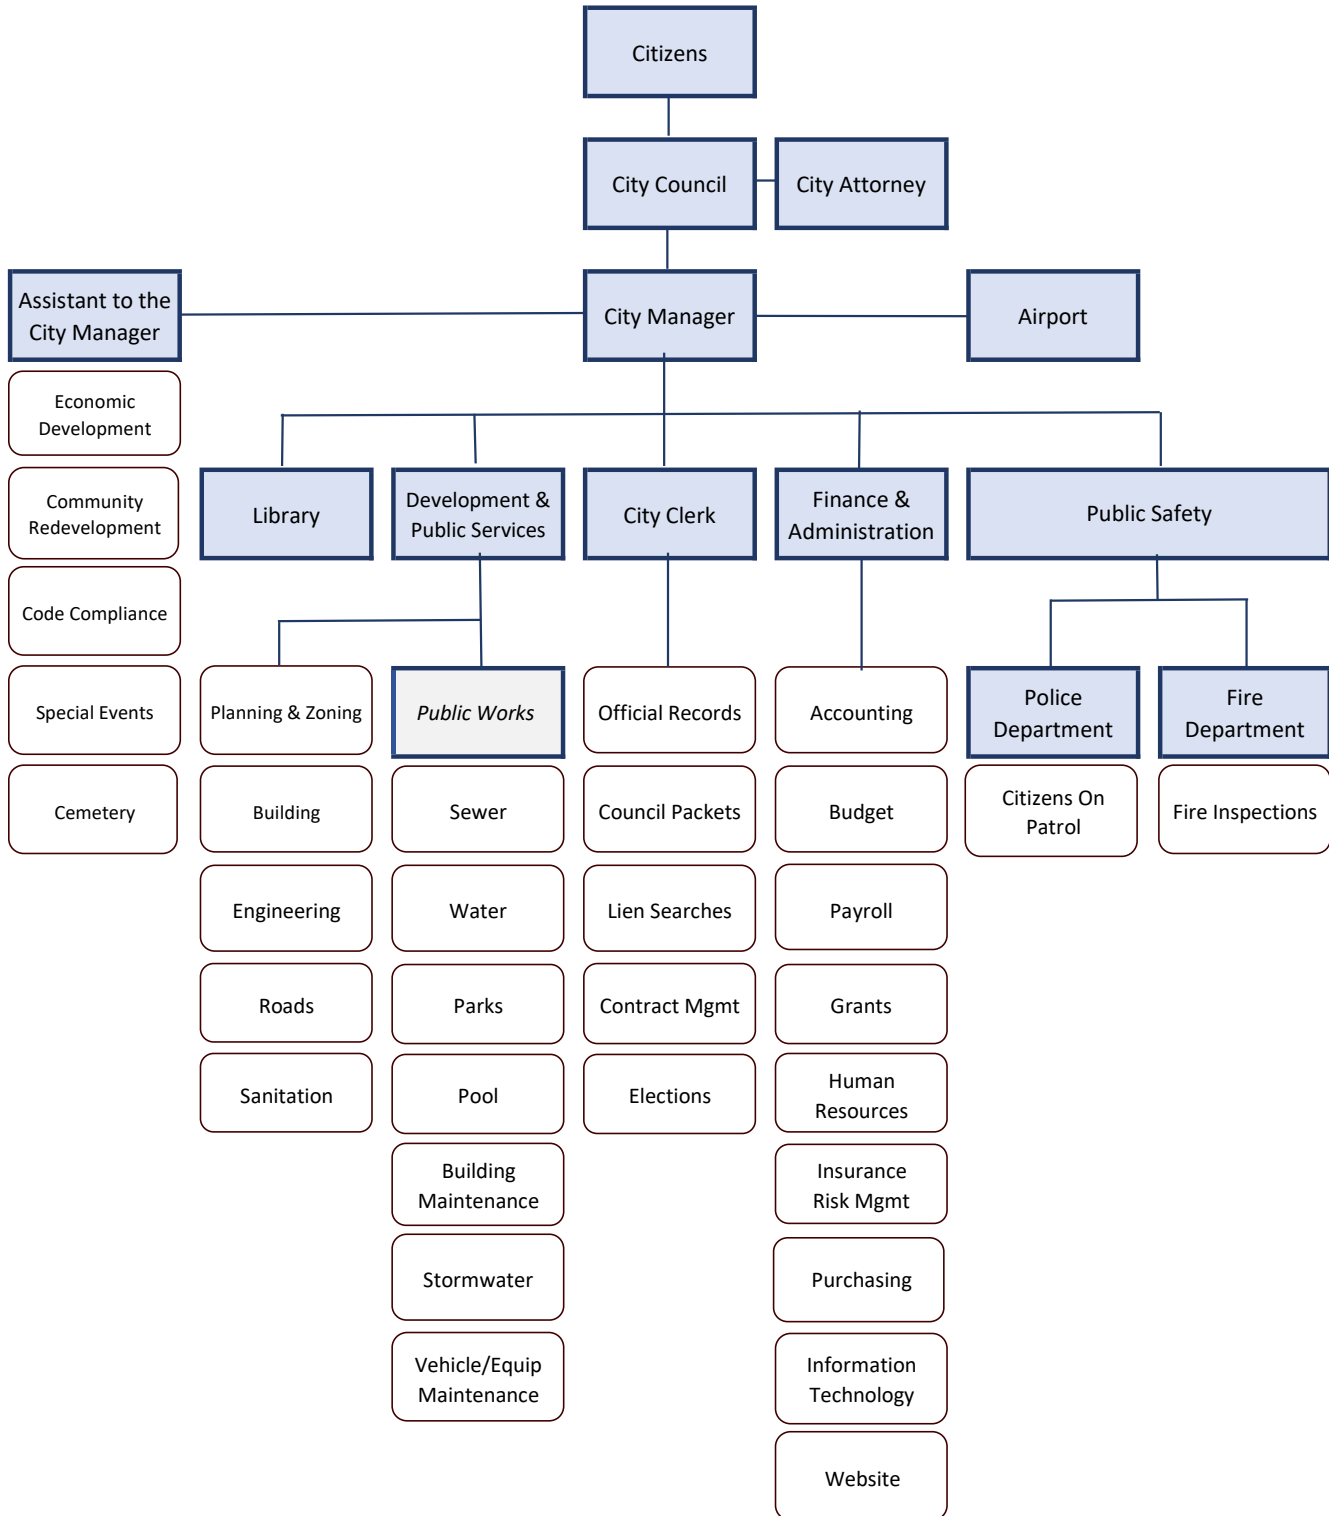 Citizens
City Council
City Attorney
Assistant to the
City Manager
City Manager
Airport
Economic
Development
Community
Redevelopment
Code Compliance
Special Events
Cemetery
Library
Development &
Public Services
City Clerk
Finance &
Administration
Public Safety
Planning & Zoning
Building
Engineering
Roads
Sanitation
Public Works
Sewer
Water
Parks
Pool
Building
Maintenance
Stormwater
Vehicle/Equip
Maintenance
Official Records
Council Packets
Lien Searches
Contract Mgmt
Elections
Accounting
Budget
Payroll
Grants
Human
Resources
Insurance
Risk Mgmt
Purchasing
Information
Technology
Website
Police
Department
Citizens On
Patrol
Fire
Department
Fire Inspections